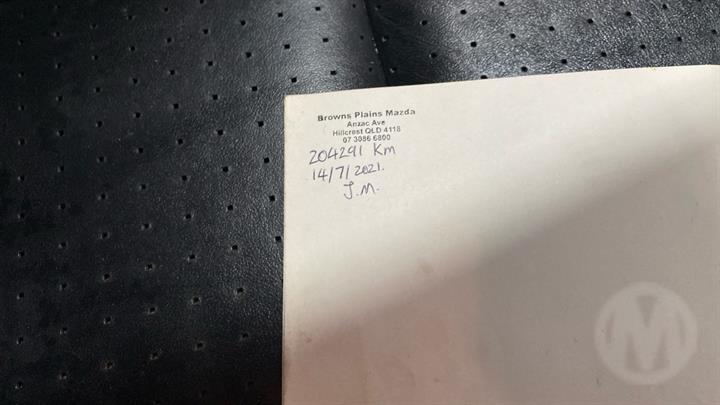 Browns Plains Mazda
Anzac Ave
Hillcrest QLD 4118
07 3086 6800
204291 Km
14/7/2021.
J.M.
M